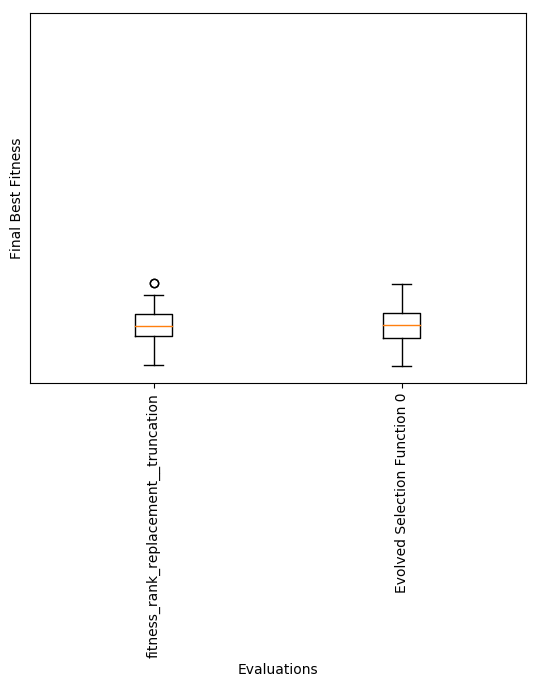 Final Best Fitness
fitness_rank_replacement__truncation
Evolved Selection Function 0
Evaluations